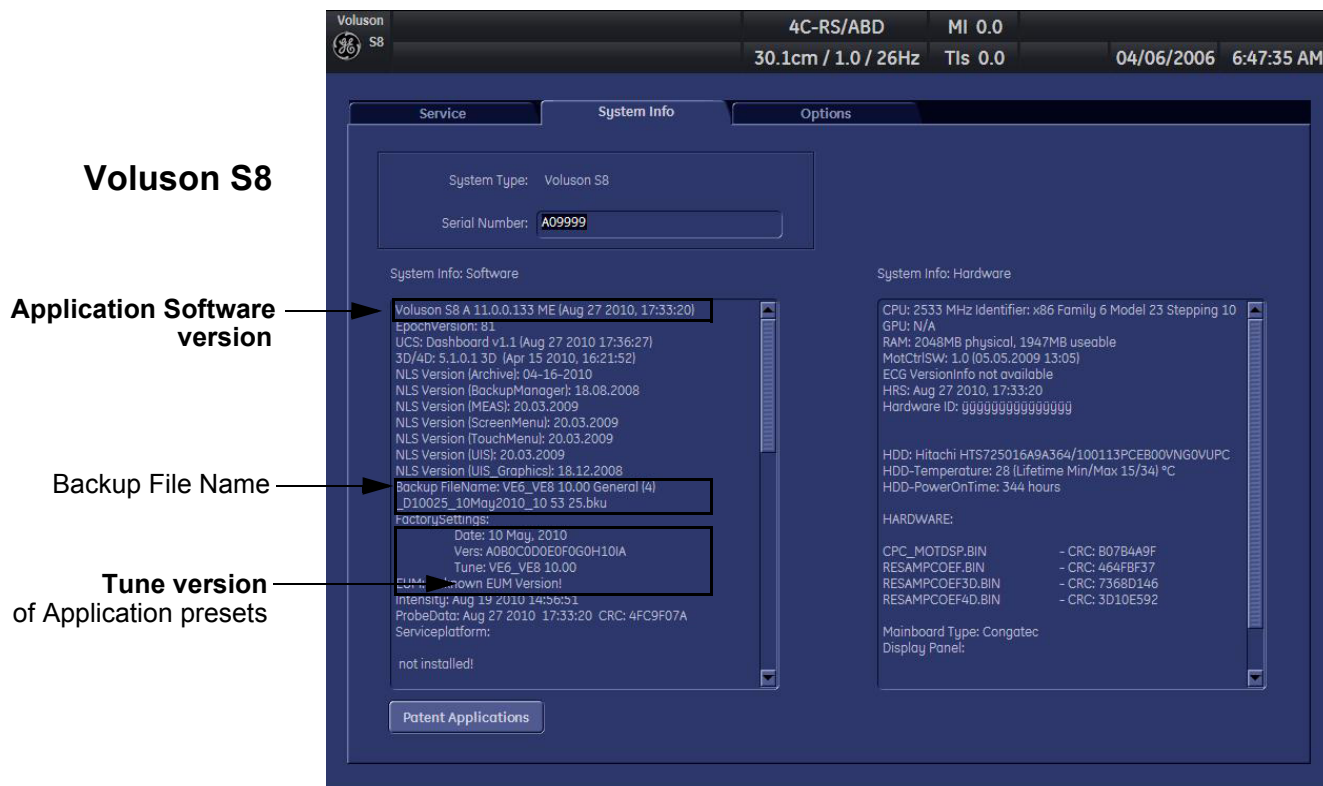 Voluson
S8
4C-RS/ABD MI 0.0
30.1cm / 1.0 / 26Hz TIs 0.0 04/06/2006 6:47:35 AM
Service System Info Options
Voluson S8
System Type: Voluson S8
Serial Number: A09999
Application Software version
Backup File Name
Tune version
of Application presets
System Info: Software
Voluson S8 A 11.0.0.133 ME (Aug 27 2010, 17:33:20)
EpochVersion: 81
UCS: Dashboard v1.1 (Aug 27 2010 17:36:27)
3D/4D: 5.1.0.1 3D (Apr 15 2010, 16:21:52)
NLS Version (Archive): 04-16-2010
NLS Version (BackupManager): 18.08.2008
NLS Version (MEAS): 20.03.2009
NLS Version (ScreenMenu): 20.03.2009
NLS Version (TouchMenu): 20.03.2009
NLS Version (UIS): 20.03.2009
NLS Version (UIS_Graphics): 18.12.2008
Backup FileName: VE6_VE8 10.00 General (4)
_D10025_10May2010_10 53 25.bku
FactorySettings:
Date: 10 May, 2010
Vers: A0B0C0D0E0F0G0H10IA
Tune: VE6_VE8 10.00
EUM: nknown EUM Version!
Intensity: Aug 19 2010 14:56:51
ProbeData: Aug 27 2010 17:33:20 CRC: 4FC9F07A
Serviceplatform:
not installed!
Patent Applications
System Info: Hardware
CPU: 2533 MHz Identifier: x86 Family 6 Model 23 Stepping 10
GPU: N/A
RAM: 2048MB physical, 1947MB useable
MotCtrlSW: 1.0 (05.05.2009 13:05)
ECG VersionInfo not available
HRS: Aug 27 2010, 17:33:20
Hardware ID: ÿÿÿÿÿÿÿÿÿÿÿÿÿÿÿÿ
HDD: Hitachi HTS725016A9A364/100113PCEB00VNG0VUPC
HDD-Temperature: 28 (Lifetime Min/Max 15/34) °C
HDD-PowerOnTime: 344 hours
HARDWARE:
CPC_MOTDSP.BIN - CRC: B07B4A9F
RESAMPCOEF.BIN - CRC: 464FBF37
RESAMPCOEF3D.BIN - CRC: 7368D146
RESAMPCOEF4D.BIN - CRC: 3D10E592
Mainboard Type: Congatec
Display Panel: